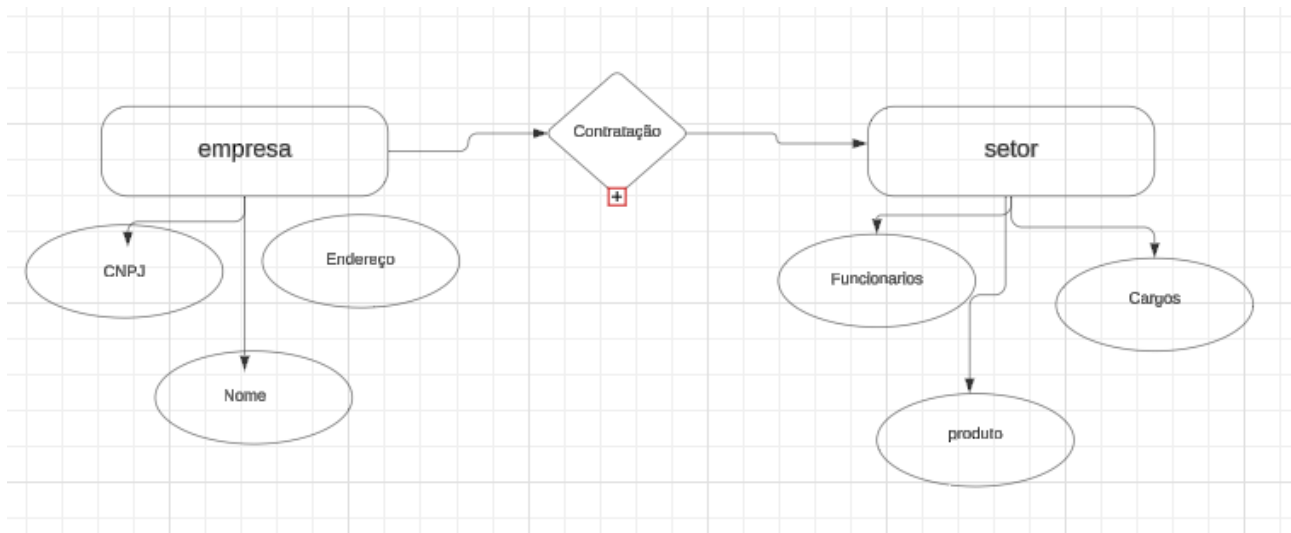 Contratação
empresa
setor
Endereço
CNPJ
Funcionarios
Cargos
Nome
produto